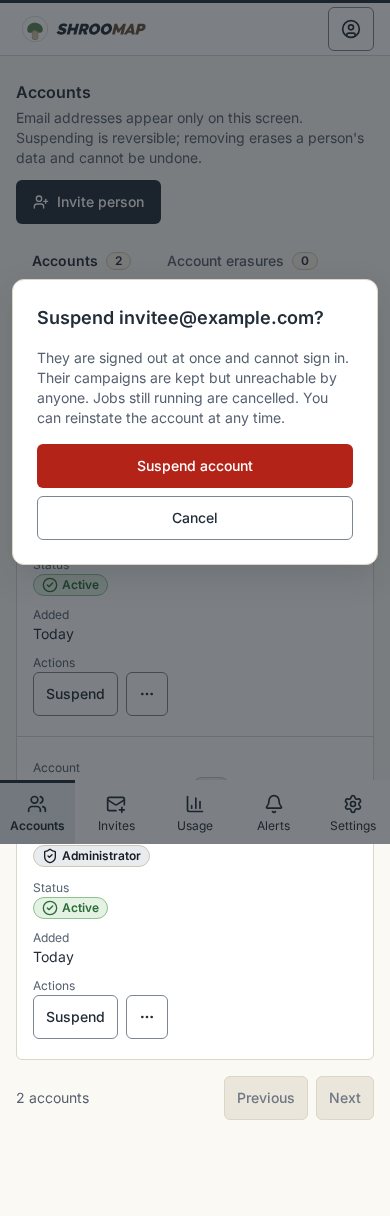 SHROOMAP
Accounts
Email addresses appear only on this screen.
Suspending is reversible; removing erases a person's
data and cannot be undone.
Invite person
Accounts 2 Account erasures 0
Suspend invitee@example.com?
They are signed out at once and cannot sign in.
Their campaigns are kept but unreachable by
anyone. Jobs still running are cancelled. You
can reinstate the account at any time.
Suspend account
Cancel
Status
Active
Added
Today
Actions
Suspend ...
Account
Accounts Invites Usage Alerts Settings
Administrator
Status
Active
Added
Today
Actions
Suspend ...
2 accounts Previous Next